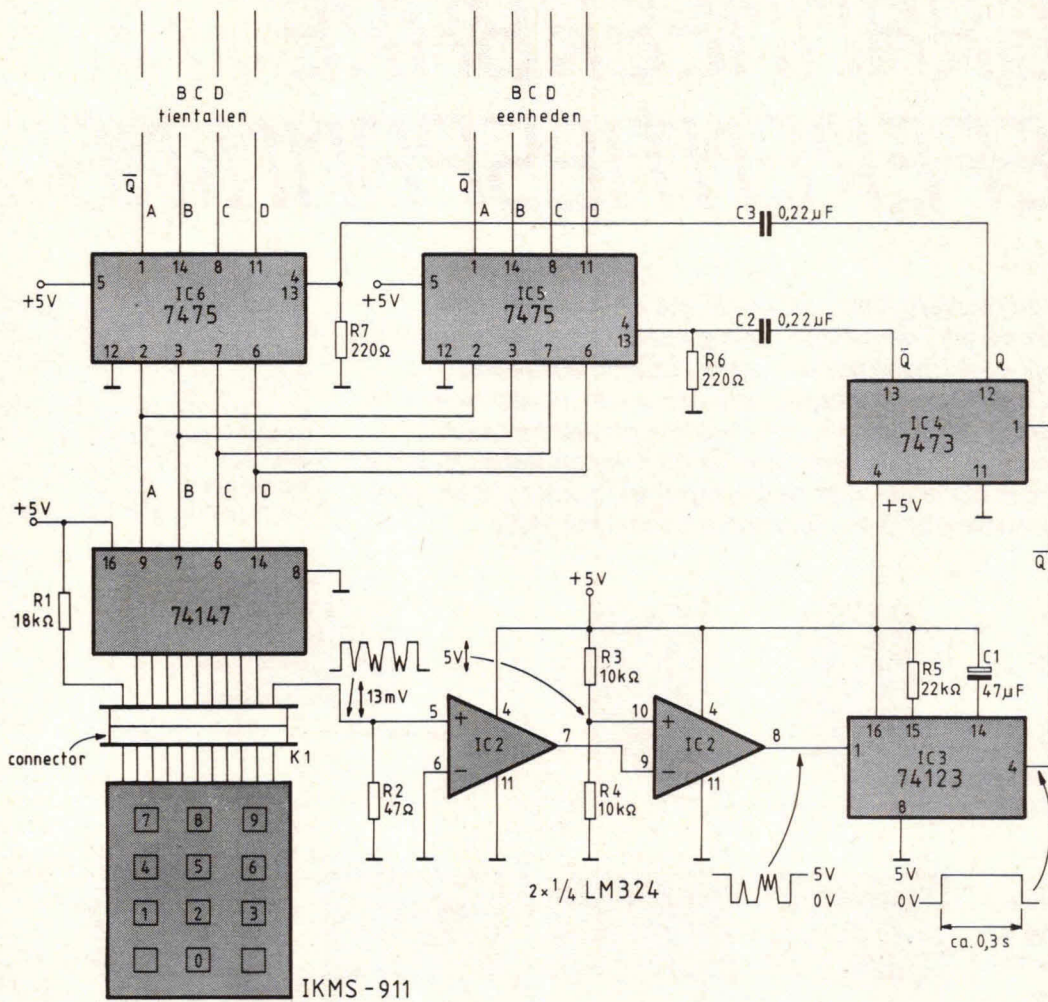 B C D
tientallen
B C D
eenheden
Q̅
A B C D
Q̅
A B C D
C3 0,22µF
5 1 14 8 11 4
13
IC6
7475
12 2 3 7 6
+5V
R7
220Ω
5 1 14 8 11
4
13
IC5
7475
12 2 3 7 6
+5V
C2 0,22µF
R6
220Ω
Q̅ Q
13 12
IC4
7473
1
4 11
+5V
A B C D
+5V
16 9 7 6 14 8
74147
R1
18kΩ
connector
K1
7 8 9
4 5 6
1 2 3
0
IKMS-911
13mV
5V
+5V
R3
10kΩ
R4
10kΩ
R2
47Ω
5 + 4
IC2 7
6 − 11
10 + 4
IC2 8
9 − 11
2×1/4 LM324
R5
22kΩ
C1
47µF
Q̅
16 15 14
1 IC3 4
74123
8
5V
0V
5V
0V
ca. 0,3 s